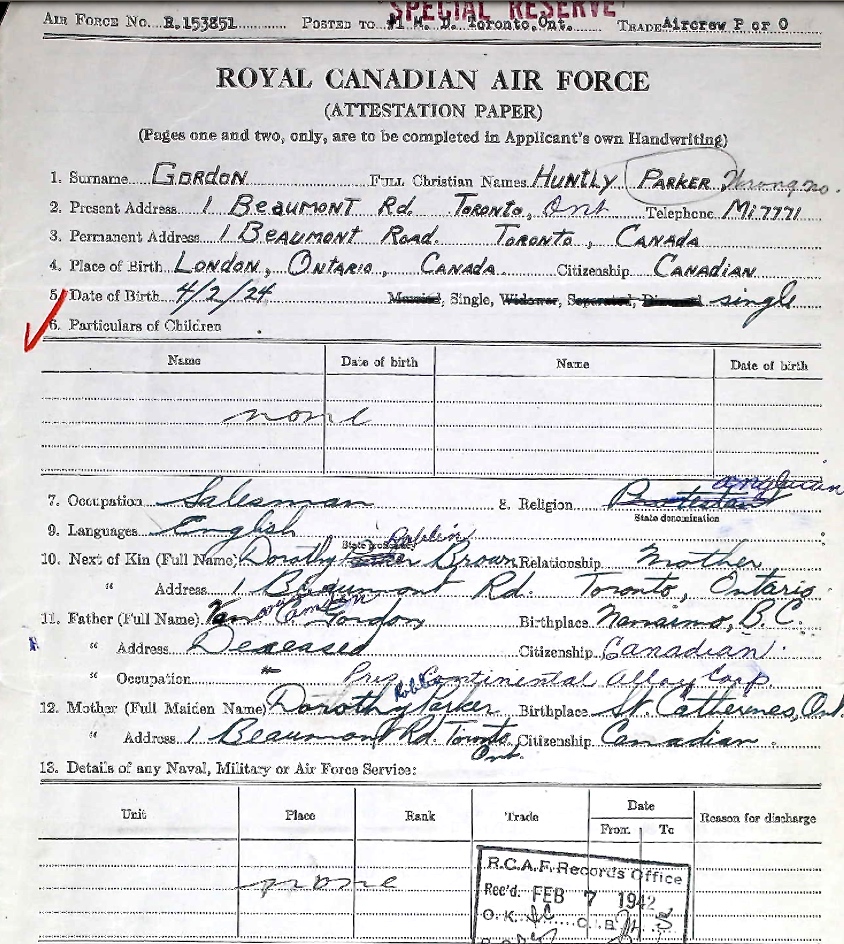 SPECIAL RESERVE
AIR FORCE NO. R.153851 POSTED TO #1 M. D. Toronto, Ont. TRADE Aircrew P or O
ROYAL CANADIAN AIR FORCE
(ATTESTATION PAPER)
(Pages one and two, only, are to be completed in Applicant's own Handwriting)
1. Surname GORDON FULL Christian Names HUNTLY PARKER
2. Present Address 1 BEAUMONT Rd. TORONTO, Ont Telephone Mi7771
3. Permanent Address 1 BEAUMONT ROAD. TORONTO, CANADA
4. Place of Birth LONDON, ONTARIO, CANADA. Citizenship CANADIAN
5. Date of Birth 4/2/24 Married, Single, Widower, Separated, Divorced single
6. Particulars of Children
Name Date of birth Name Date of birth
none
7. Occupation Salesman 8. Religion Protestant Anglican
State denomination
9. Languages English
10. Next of Kin (Full Name) Dorothy Brown Relationship Mother
" Address 1 Beaumont Rd. Toronto, Ontario
11. Father (Full Name) Gordon Birthplace Nanaimo, B.C.
" Address Deceased Citizenship Canadian
" Occupation Pres. Continental Alloy Corp.
12. Mother (Full Maiden Name) Dorothy Parker Birthplace St. Catherines, Ont.
" Address 1 Beaumont Rd. Toronto Ont. Citizenship Canadian.
13. Details of any Naval, Military or Air Force Service:
Unit Place Rank Trade Date Reason for discharge
From To
none
R.C.A.F. Records Office
Rec'd. FEB 7 1942
O.K. C.B.